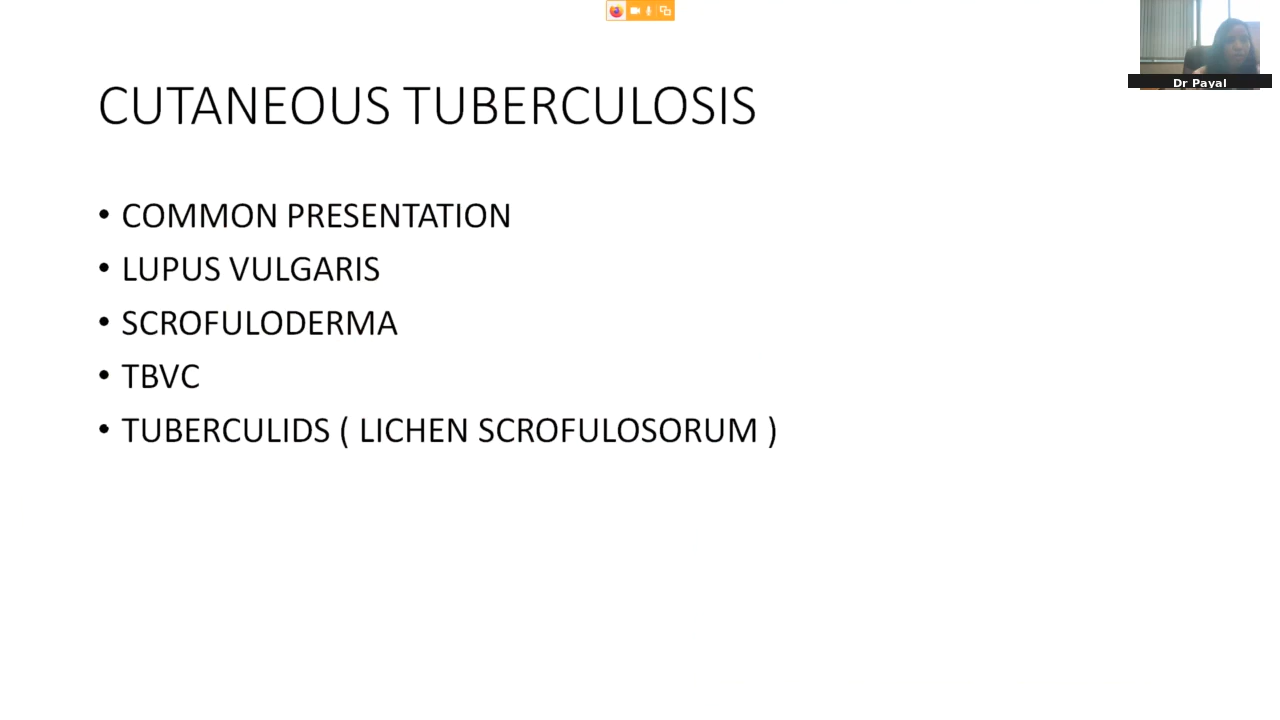 Dr Payal
CUTANEOUS TUBERCULOSIS
• COMMON PRESENTATION
• LUPUS VULGARIS
• SCROFULODERMA
• TBVC
• TUBERCULIDS ( LICHEN SCROFULOSORUM )